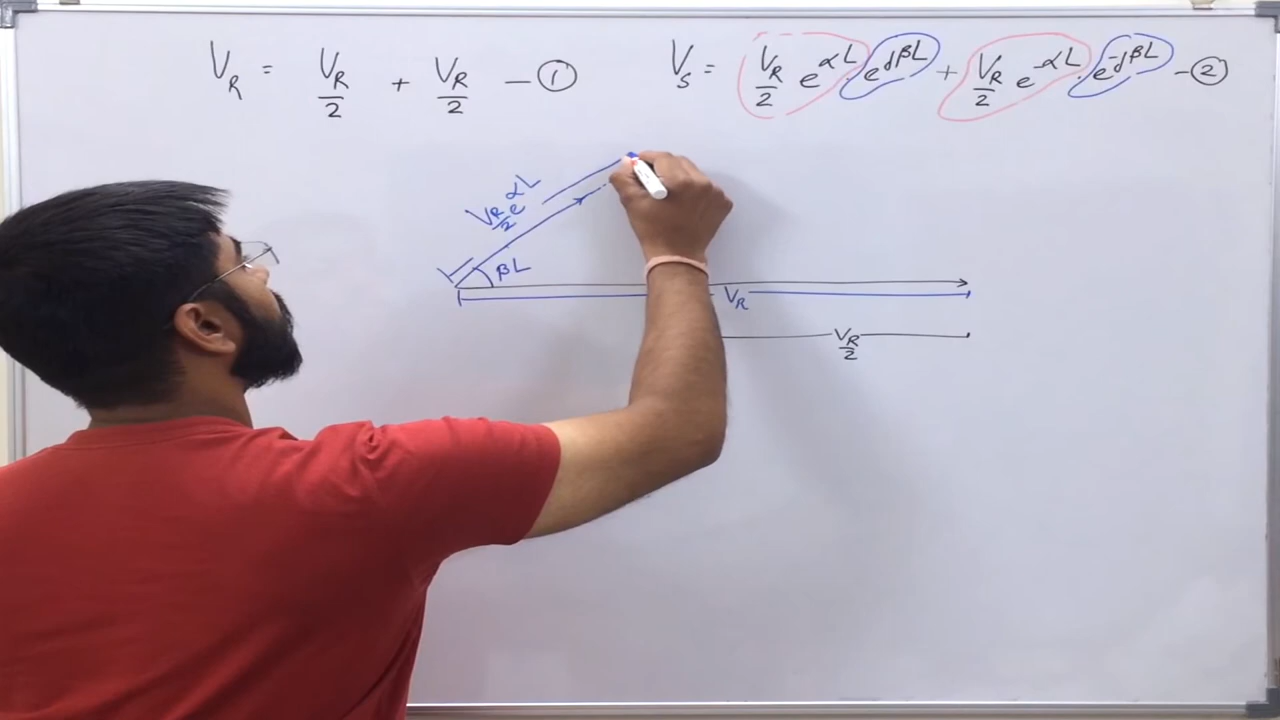 V_R = V_R/2 + V_R/2 — ① V_S = V_R/2 e^{αL} · e^{jβL} + V_R/2 e^{-αL} · e^{-jβL} — ②
V_R/2 e^{αL}
βL
V_R
V_R/2